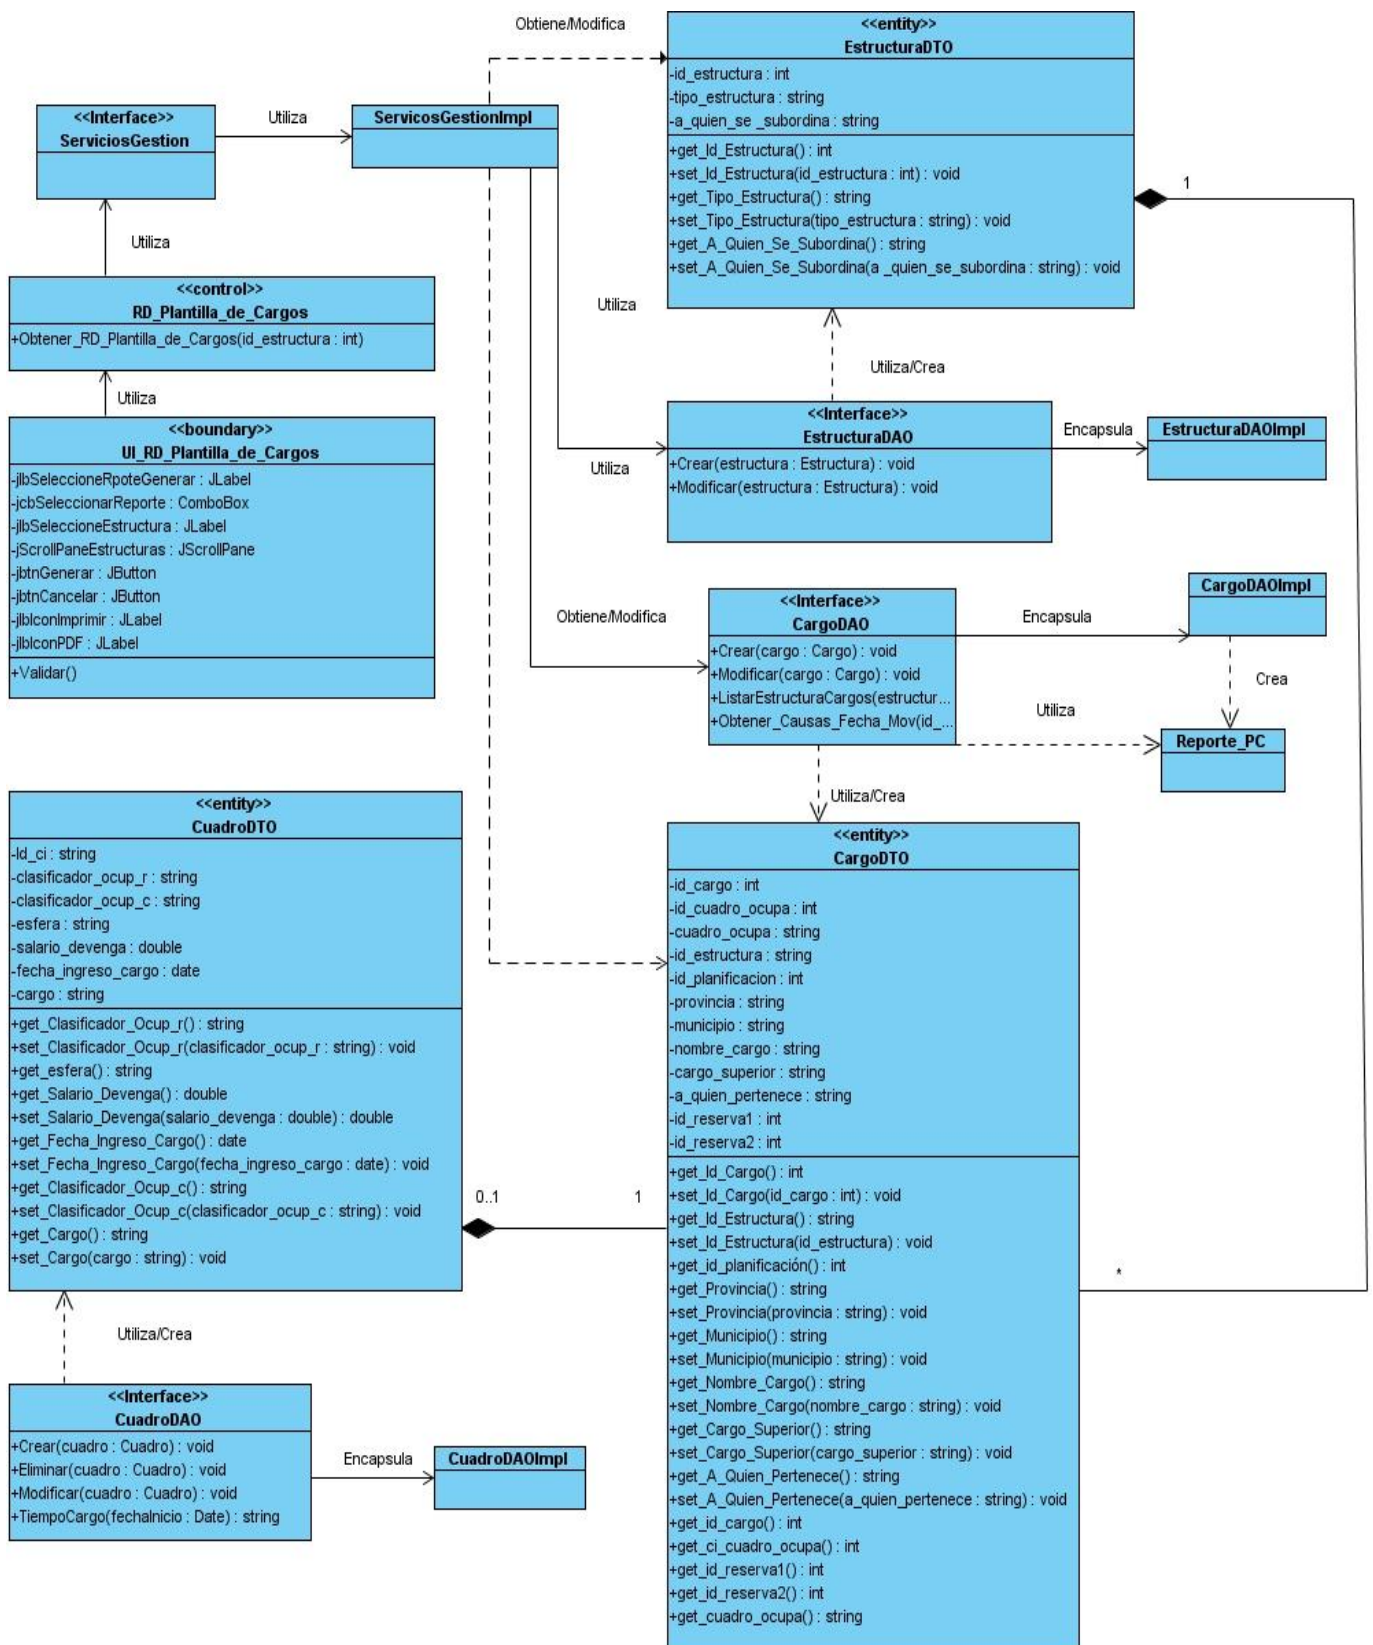 Obtiene/Modifica
<<entity>>
EstructuraDTO
-id_estructura : int
-tipo_estructura : string
-a_quien_se _subordina : string
+get_Id_Estructura() : int
+set_Id_Estructura(id_estructura : int) : void
+get_Tipo_Estructura() : string
+set_Tipo_Estructura(tipo_estructura : string) : void
+get_A_Quien_Se_Subordina() : string
+set_A_Quien_Se_Subordina(a _quien_se_subordina : string) : void
1
<<Interface>>
ServiciosGestion
Utiliza
ServicosGestionImpl
Utiliza
<<control>>
RD_Plantilla_de_Cargos
+Obtener_RD_Plantilla_de_Cargos(id_estructura : int)
Utiliza
Utiliza
Utiliza/Crea
<<boundary>>
UI_RD_Plantilla_de_Cargos
-jlbSeleccioneRpoteGenerar : JLabel
-jcbSeleccionarReporte : ComboBox
-jlbSeleccioneEstructura : JLabel
-jScrollPaneEstructuras : JScrollPane
-jbtnGenerar : JButton
-jbtnCancelar : JButton
-jlbIconImprimir : JLabel
-jlbIconPDF : JLabel
+Validar()
Utiliza
<<Interface>>
EstructuraDAO
+Crear(estructura : Estructura) : void
+Modificar(estructura : Estructura) : void
Encapsula
EstructuraDAOImpl
Obtiene/Modifica
<<Interface>>
CargoDAO
+Crear(cargo : Cargo) : void
+Modificar(cargo : Cargo) : void
+ListarEstructuraCargos(estructur...
+Obtener_Causas_Fecha_Mov(id_...
Encapsula
CargoDAOImpl
Crea
Utiliza
Reporte_PC
Utiliza/Crea
<<entity>>
CuadroDTO
-Id_ci : string
-clasificador_ocup_r : string
-clasificador_ocup_c : string
-esfera : string
-salario_devenga : double
-fecha_ingreso_cargo : date
-cargo : string
+get_Clasificador_Ocup_r() : string
+set_Clasificador_Ocup_r(clasificador_ocup_r : string) : void
+get_esfera() : string
+get_Salario_Devenga() : double
+set_Salario_Devenga(salario_devenga : double) : double
+get_Fecha_Ingreso_Cargo() : date
+set_Fecha_Ingreso_Cargo(fecha_ingreso_cargo : date) : void
+get_Clasificador_Ocup_c() : string
+set_Clasificador_Ocup_c(clasificador_ocup_c : string) : void
+get_Cargo() : string
+set_Cargo(cargo : string) : void
0..1
1
<<entity>>
CargoDTO
-id_cargo : int
-id_cuadro_ocupa : int
-cuadro_ocupa : string
-id_estructura : string
-id_planificacion : int
-provincia : string
-municipio : string
-nombre_cargo : string
-cargo_superior : string
-a_quien_pertenece : string
-id_reserva1 : int
-id_reserva2 : int
+get_Id_Cargo() : int
+set_Id_Cargo(id_cargo : int) : void
+get_Id_Estructura() : string
+set_Id_Estructura(id_estructura) : void
+get_id_planificación() : int
+get_Provincia() : string
+set_Provincia(provincia : string) : void
+get_Municipio() : string
+set_Municipio(municipio : string) : void
+get_Nombre_Cargo() : string
+set_Nombre_Cargo(nombre_cargo : string) : void
+get_Cargo_Superior() : string
+set_Cargo_Superior(cargo_superior : string) : void
+get_A_Quien_Pertenece() : string
+set_A_Quien_Pertenece(a_quien_pertenece : string) : void
+get_id_cargo() : int
+get_ci_cuadro_ocupa() : int
+get_id_reserva1() : int
+get_id_reserva2() : int
+get_cuadro_ocupa() : string
*
Utiliza/Crea
<<Interface>>
CuadroDAO
+Crear(cuadro : Cuadro) : void
+Eliminar(cuadro : Cuadro) : void
+Modificar(cuadro : Cuadro) : void
+TiempoCargo(fechaInicio : Date) : string
Encapsula
CuadroDAOImpl